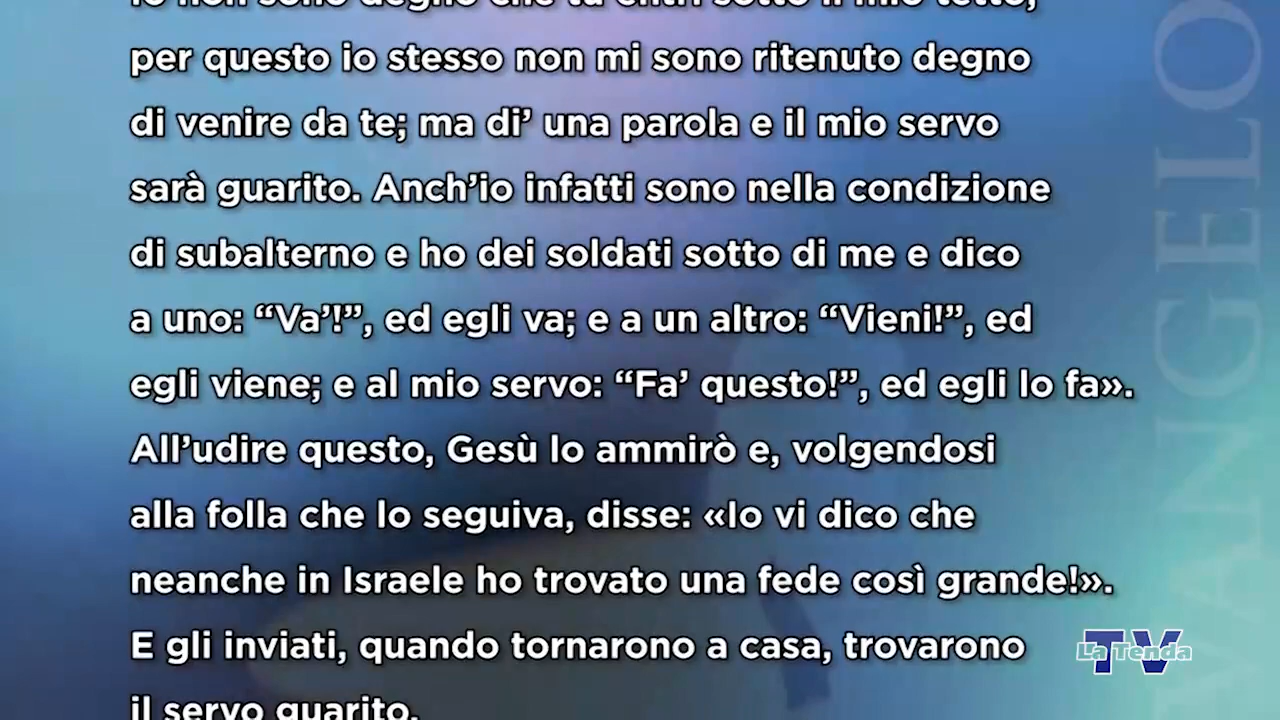 io non sono degno che tu entri sotto il mio tetto;
per questo io stesso non mi sono ritenuto degno
di venire da te; ma di’ una parola e il mio servo
sarà guarito. Anch’io infatti sono nella condizione
di subalterno e ho dei soldati sotto di me e dico
a uno: “Va’!”, ed egli va; e a un altro: “Vieni!”, ed
egli viene; e al mio servo: “Fa’ questo!”, ed egli lo fa».
All’udire questo, Gesù lo ammirò e, volgendosi
alla folla che lo seguiva, disse: «Io vi dico che
neanche in Israele ho trovato una fede così grande!».
E gli inviati, quando tornarono a casa, trovarono
il servo guarito.
VANGELO
TV
La Tenda